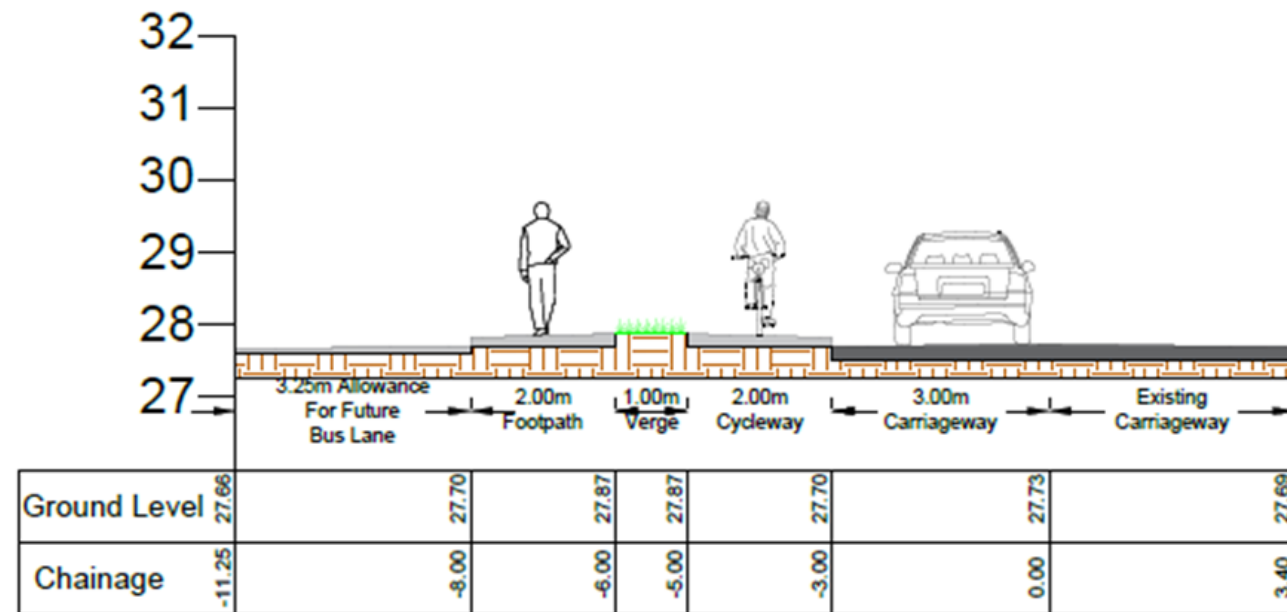 32
31
30
29
28
27
3.25m Allowance
For Future
Bus Lane
2.00m
Footpath
1.00m
Verge
2.00m
Cycleway
3.00m
Carriageway
Existing
Carriageway
Ground Level 27.66 27.70 27.87 27.87 27.70 27.73 27.69
Chainage -11.25 -8.00 -6.00 -5.00 -3.00 0.00 3.40